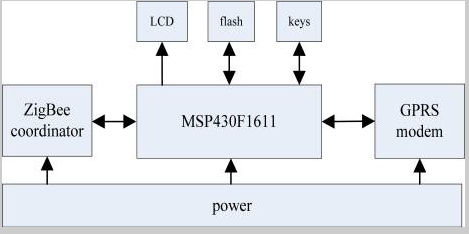 LCD
flash
keys
ZigBee
coordinator
MSP430F1611
GPRS
modem
power